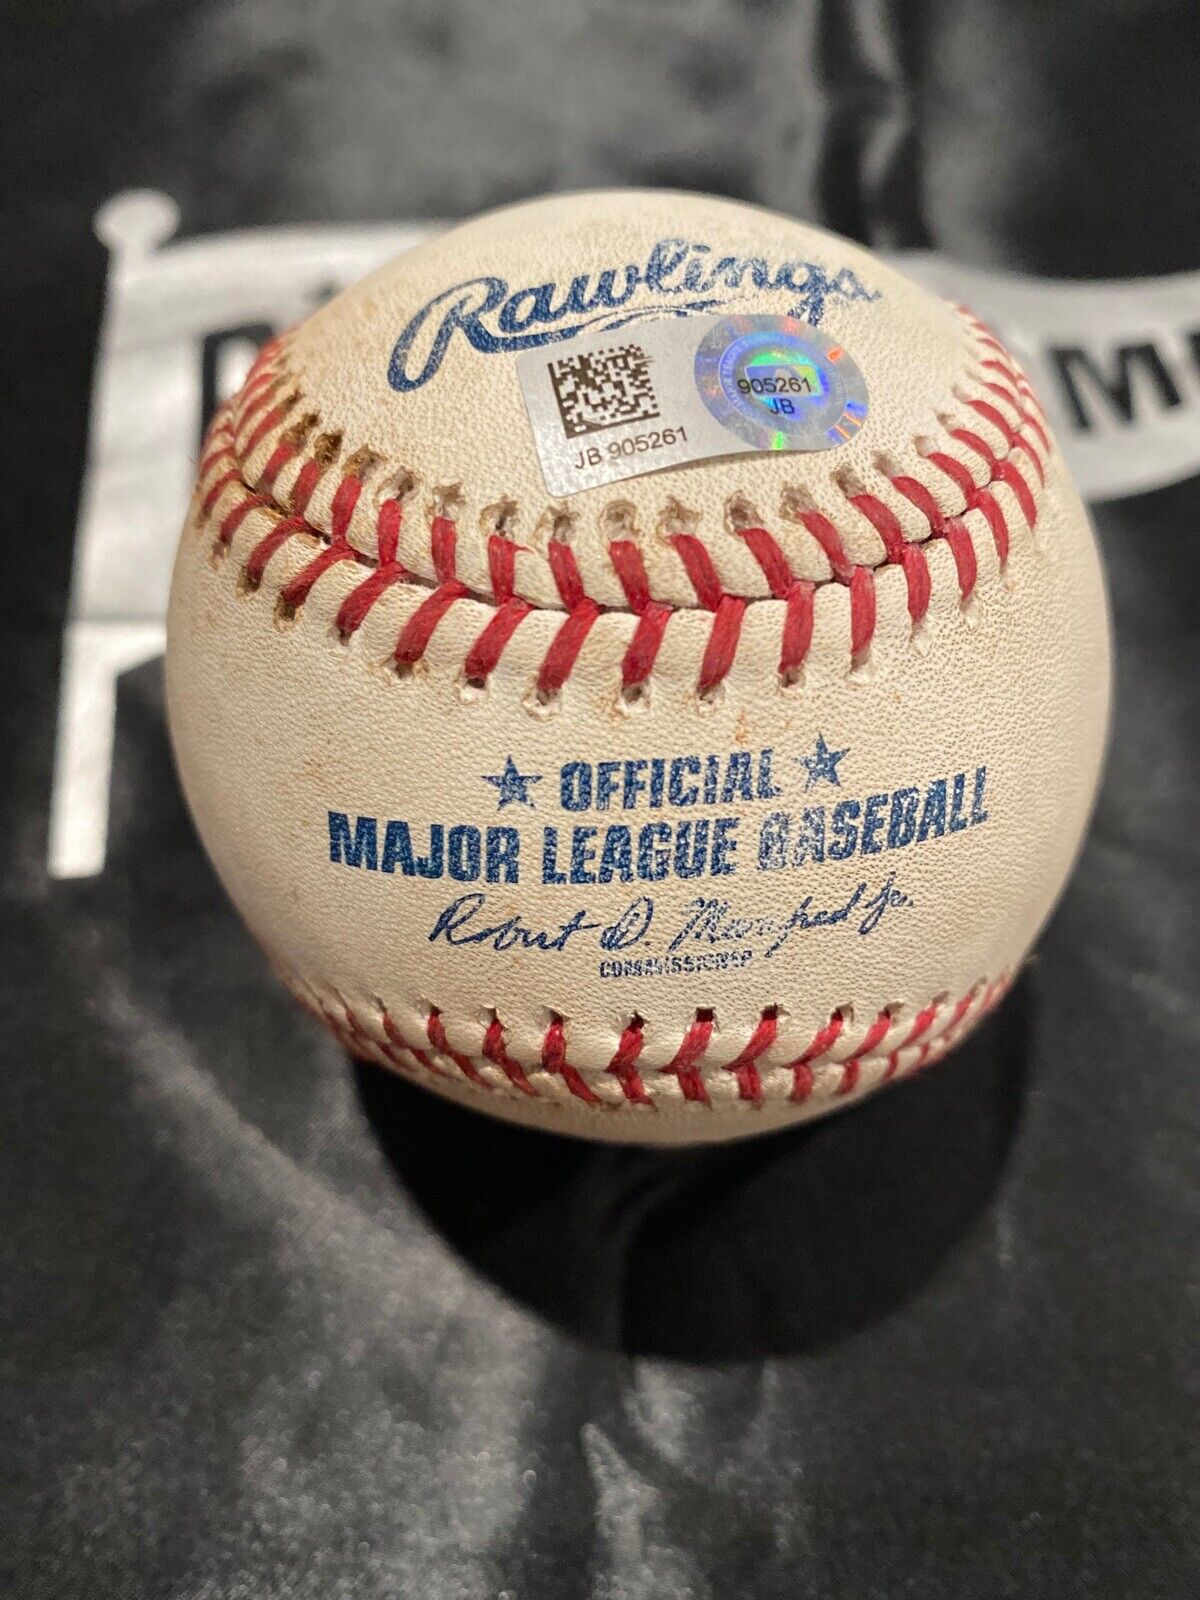 Rawlings
JB 905261
905261
JB
OFFICIAL
MAJOR LEAGUE BASEBALL
Robert D. Manfred Jr.
COMMISSIONER